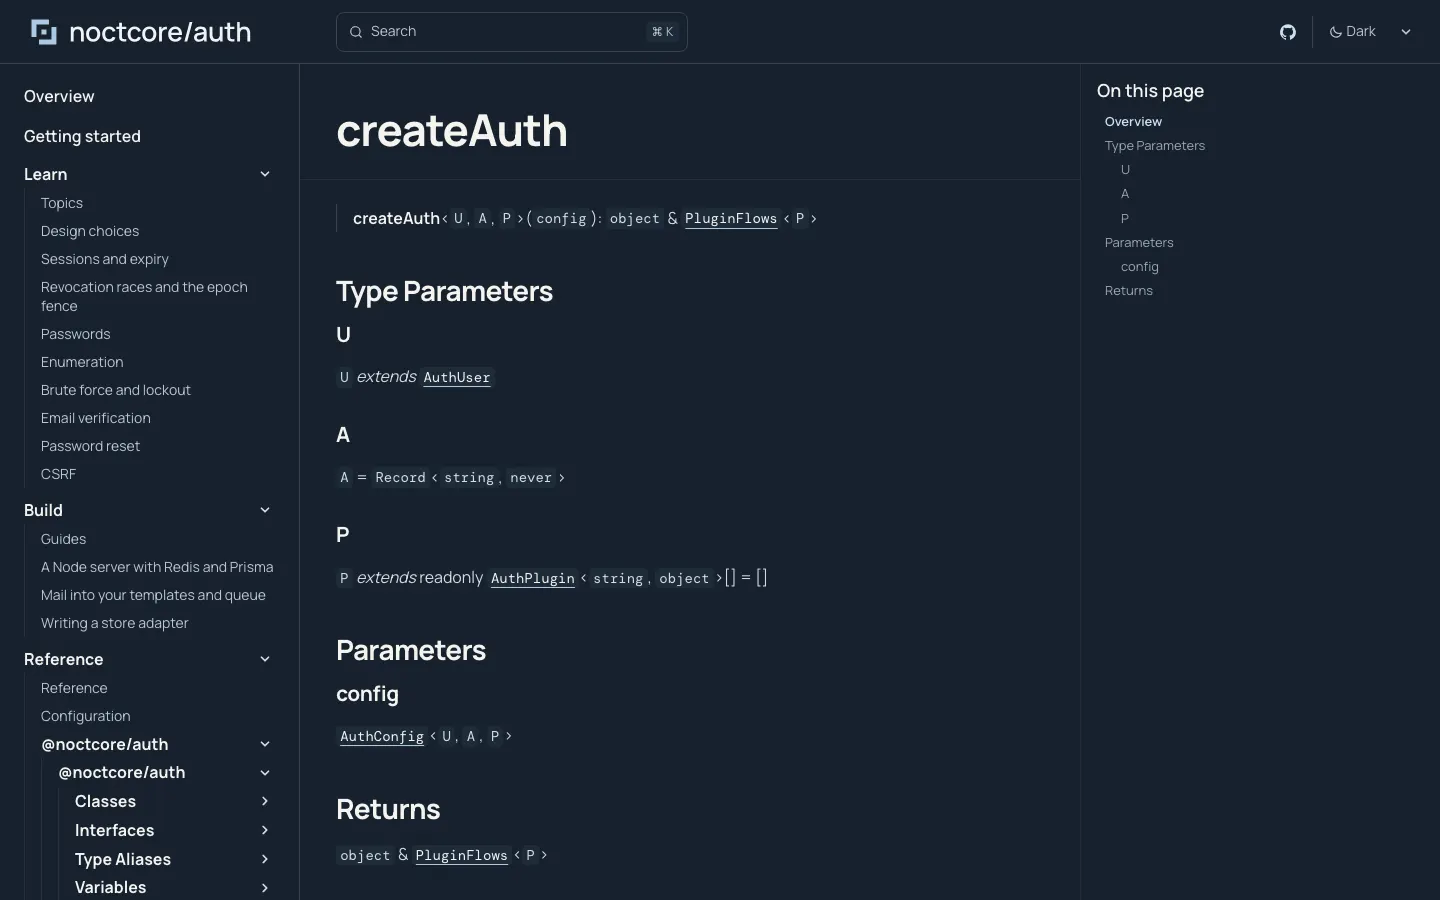 noctcore/auth
Search
⌘ K
Dark
Overview
Getting started
Learn
Topics
Design choices
Sessions and expiry
Revocation races and the epoch
fence
Passwords
Enumeration
Brute force and lockout
Email verification
Password reset
CSRF
Build
Guides
A Node server with Redis and Prisma
Mail into your templates and queue
Writing a store adapter
Reference
Reference
Configuration
@noctcore/auth
@noctcore/auth
Classes
Interfaces
Type Aliases
Variables
createAuth
createAuth<U, A, P>(config): object & PluginFlows<P>
Type Parameters
U
U extends AuthUser
A
A = Record<string, never>
P
P extends readonly AuthPlugin<string, object>[] = []
Parameters
config
AuthConfig<U, A, P>
Returns
object & PluginFlows<P>
On this page
Overview
Type Parameters
U
A
P
Parameters
config
Returns